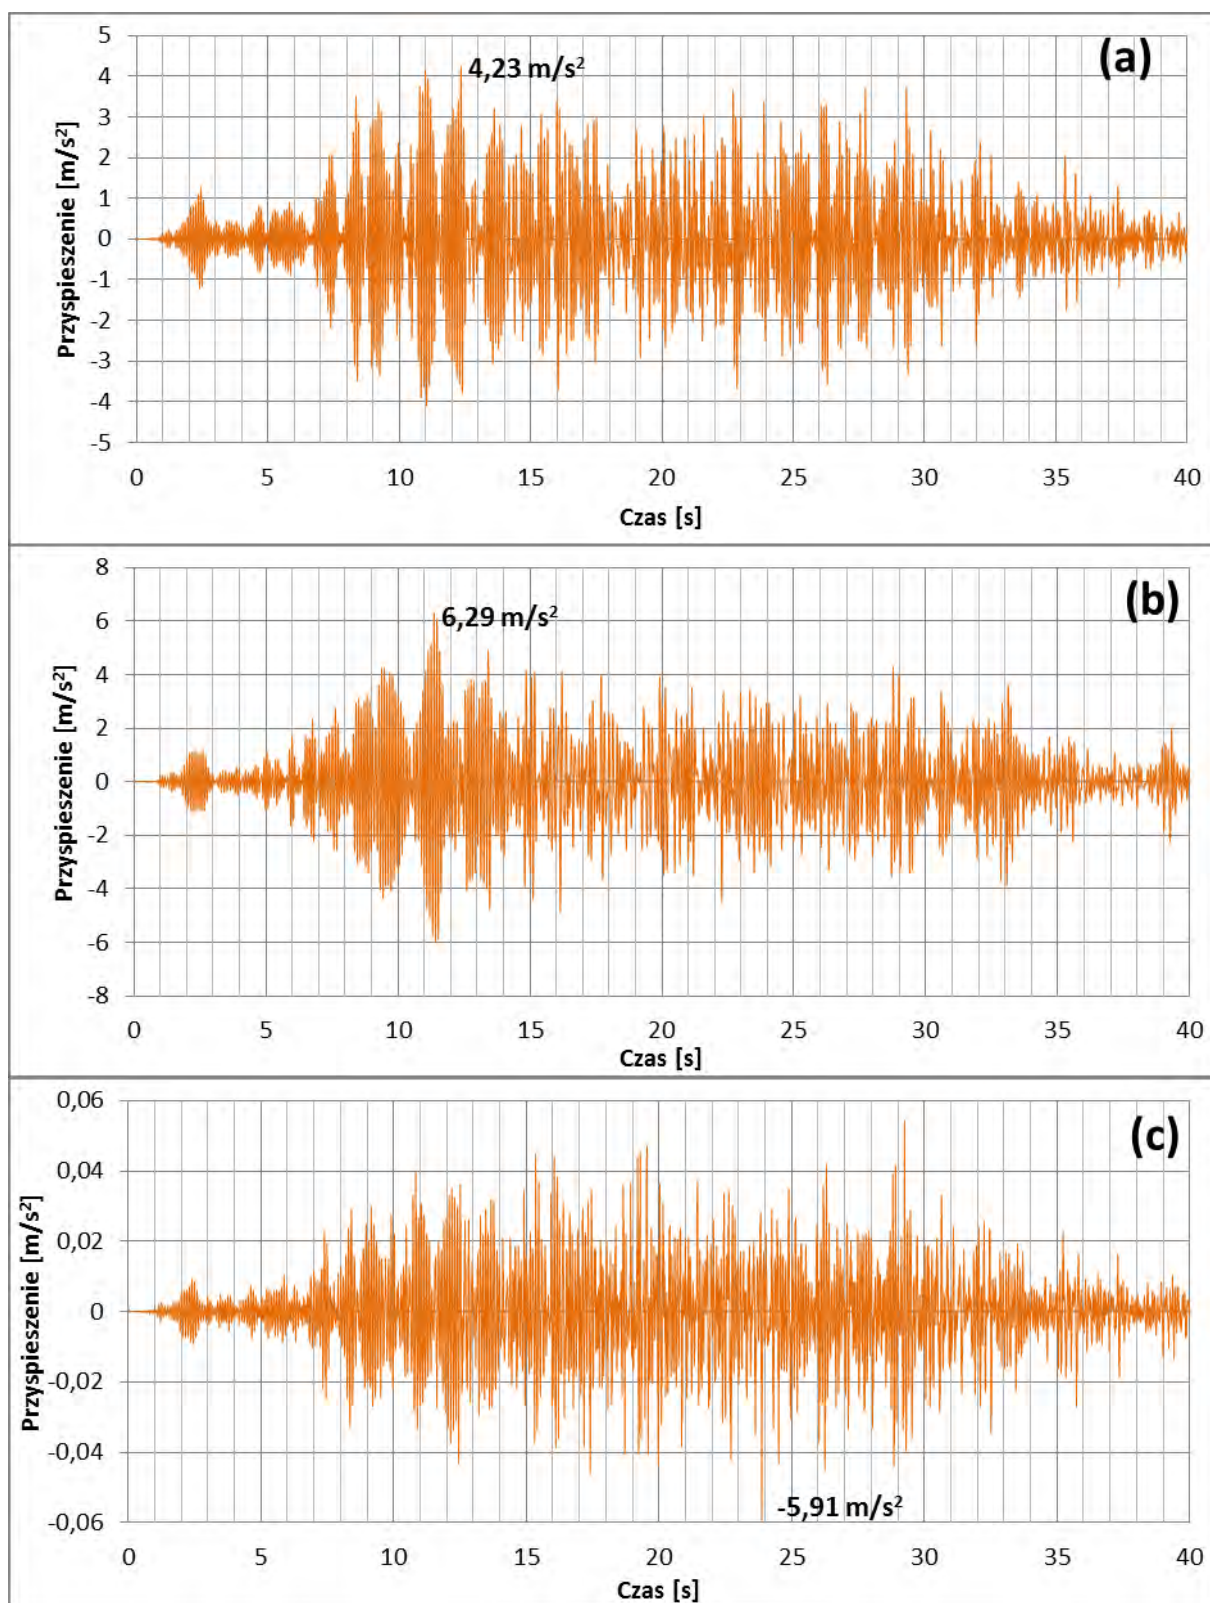 (a)
4,23 m/s²
Przyspieszenie [m/s²]
5
4
3
2
1
0
-1
-2
-3
-4
-5
0 5 10 15 20 25 30 35 40
Czas [s]
(b)
6,29 m/s²
Przyspieszenie [m/s²]
8
6
4
2
0
-2
-4
-6
-8
0 5 10 15 20 25 30 35 40
Czas [s]
(c)
Przyspieszenie [m/s²]
0,06
0,04
0,02
0
-0,02
-0,04
-0,06
-5,91 m/s²
0 5 10 15 20 25 30 35 40
Czas [s]